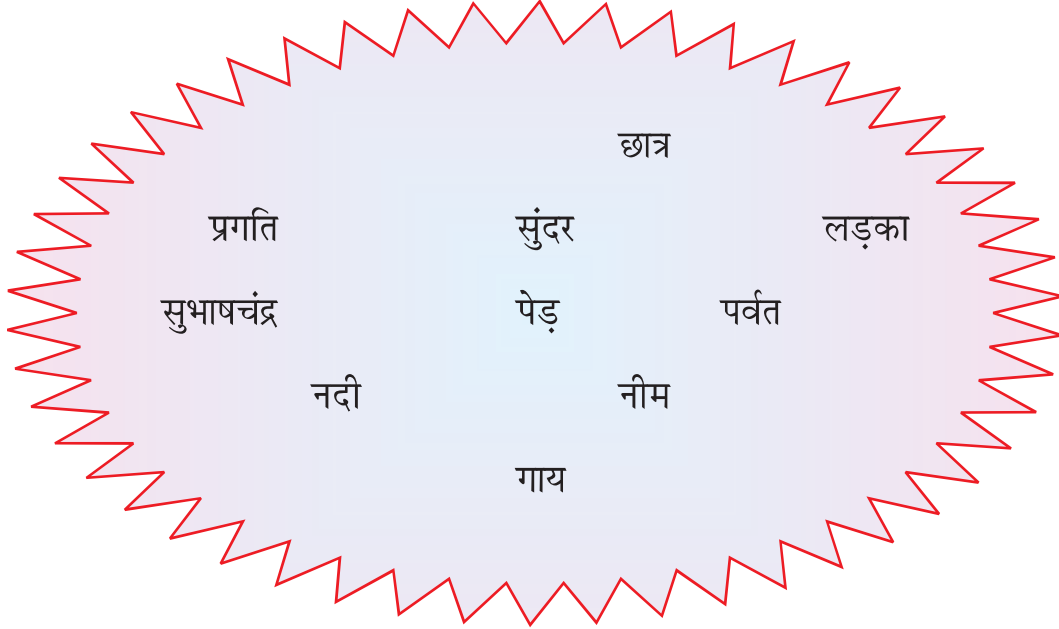 छात्र
प्रगति सुंदर लड़का
सुभाषचंद्र पेड़ पर्वत
नदी नीम
गाय